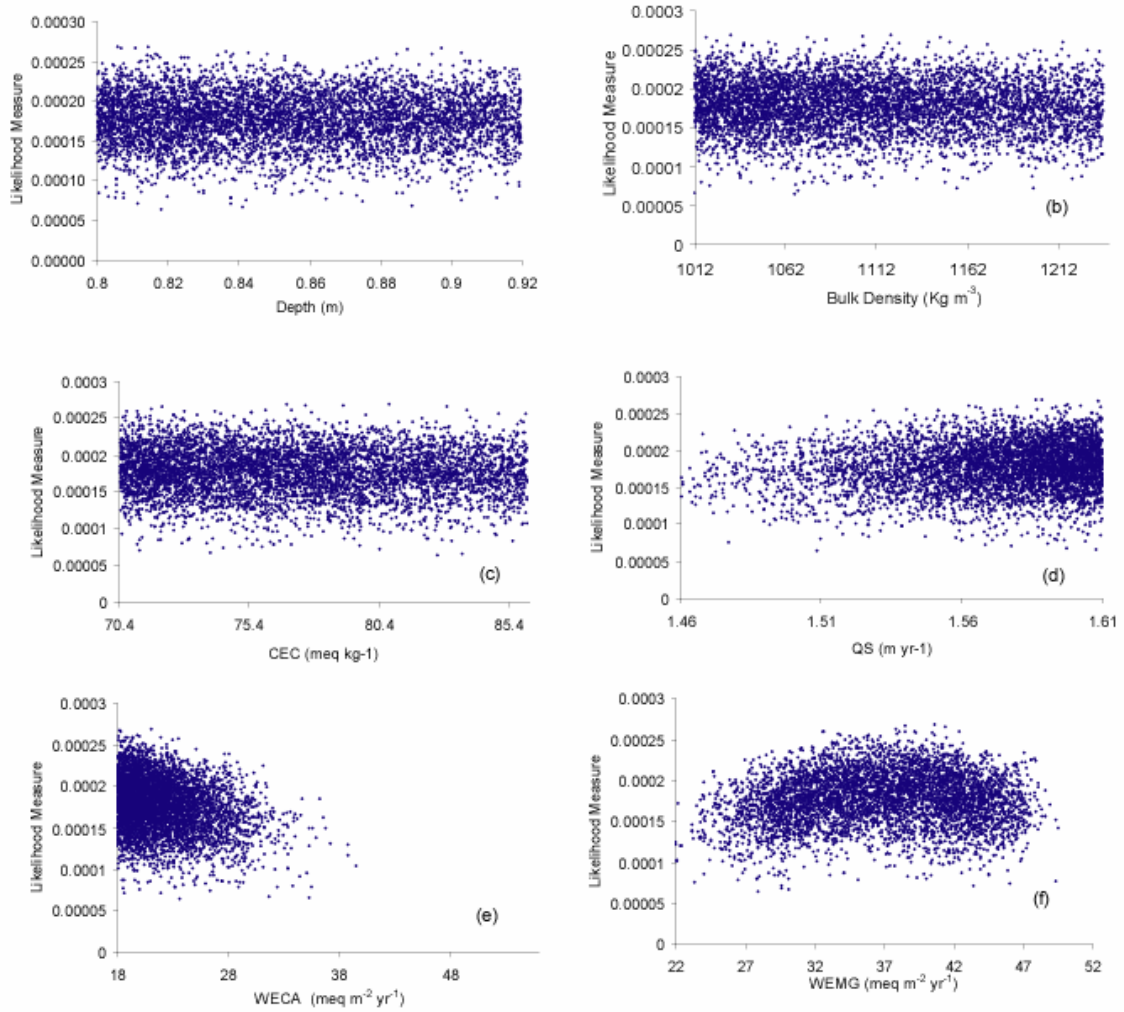 0.00030
0.00025
0.00020
0.00015
0.00010
0.00005
0.00000
Likelihood Measure
0.8 0.82 0.84 0.86 0.88 0.9 0.92
Depth (m)
0.0003
0.00025
0.0002
0.00015
0.0001
0.00005
0
Likelihood Measure
(b)
1012 1062 1112 1162 1212
Bulk Density (Kg m-3)
0.0003
0.00025
0.0002
0.00015
0.0001
0.00005
0
Likelihood Measure
(c)
70.4 75.4 80.4 85.4
CEC (meq kg-1)
0.0003
0.00025
0.0002
0.00015
0.0001
0.00005
0
Likelihood Measure
(d)
1.46 1.51 1.56 1.61
QS (m yr-1)
0.0003
0.00025
0.0002
0.00015
0.0001
0.00005
0
Likelihood Measure
(e)
18 28 38 48
WECA (meq m-2 yr-1)
0.0003
0.00025
0.0002
0.00015
0.0001
0.00005
0
Likelihood Measure
(f)
22 27 32 37 42 47 52
WEMG (meq m-2 yr-1)